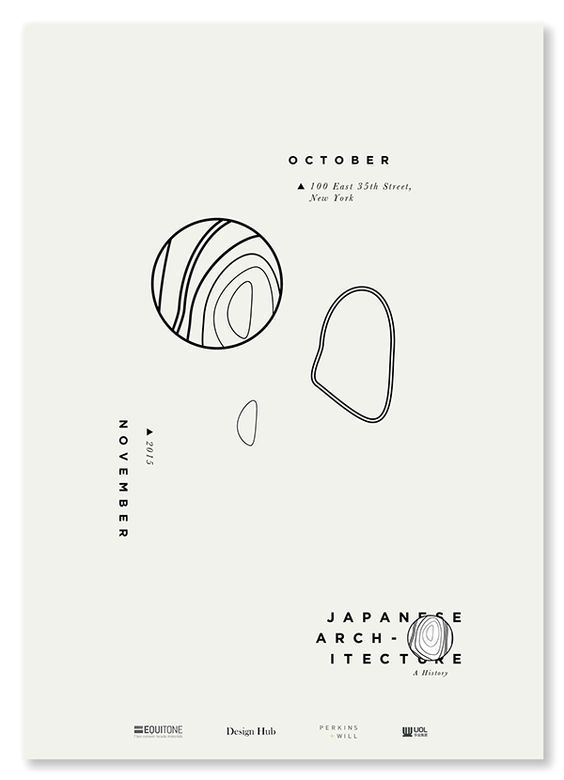 OCTOBER
▲ 100 East 35th Street,
New York
NOVEMBER
▲ 2015
JAPANESE
ARCH-
ITECTURE
A History
EQUITONE
Design Hub
PERKINS
+WILL
UOL